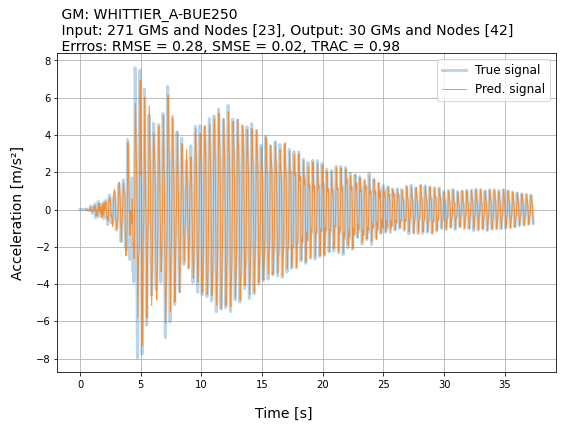 GM: WHITTIER_A-BUE250
Input: 271 GMs and Nodes [23], Output: 30 GMs and Nodes [42]
Errros: RMSE = 0.28, SMSE = 0.02, TRAC = 0.98
True signal
Pred. signal
8
6
4
2
0
−2
−4
−6
−8
Acceleration [m/s²]
0 5 10 15 20 25 30 35
Time [s]